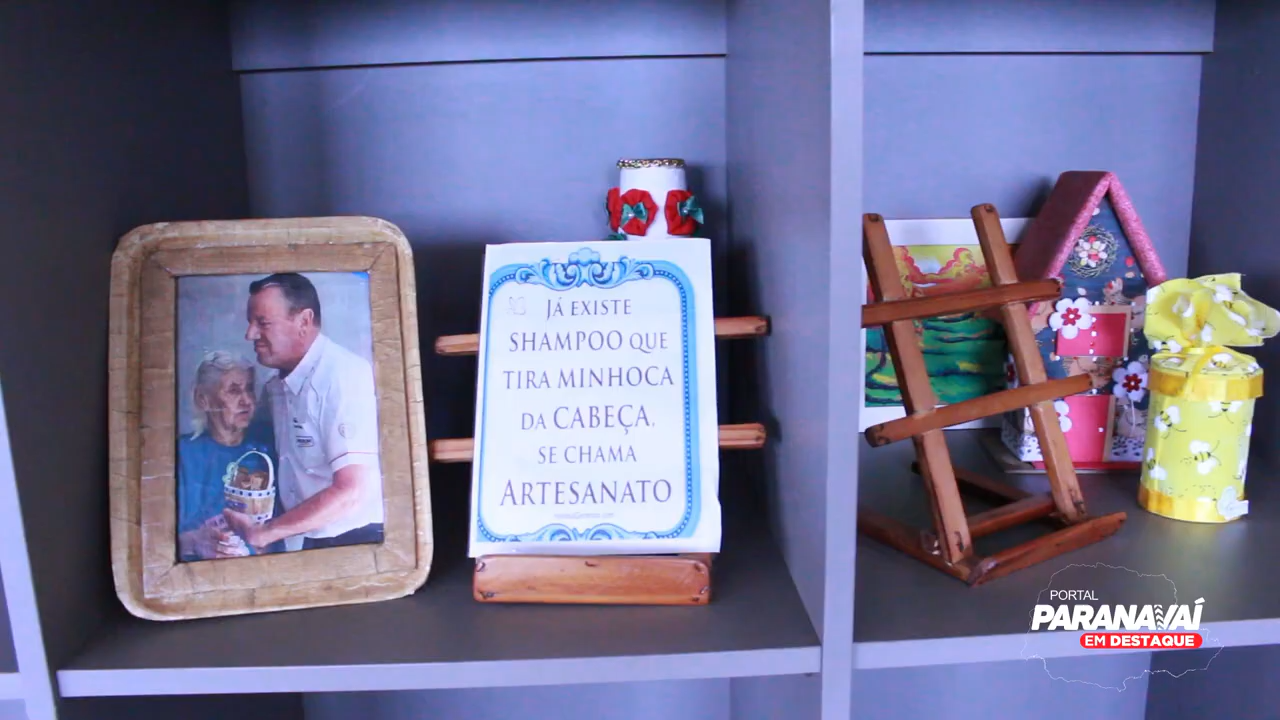 JÁ EXISTE
SHAMPOO QUE
TIRA MINHOCA
DA CABEÇA,
SE CHAMA
ARTESANATO
PORTAL
PARANAVAÍ
EM DESTAQUE